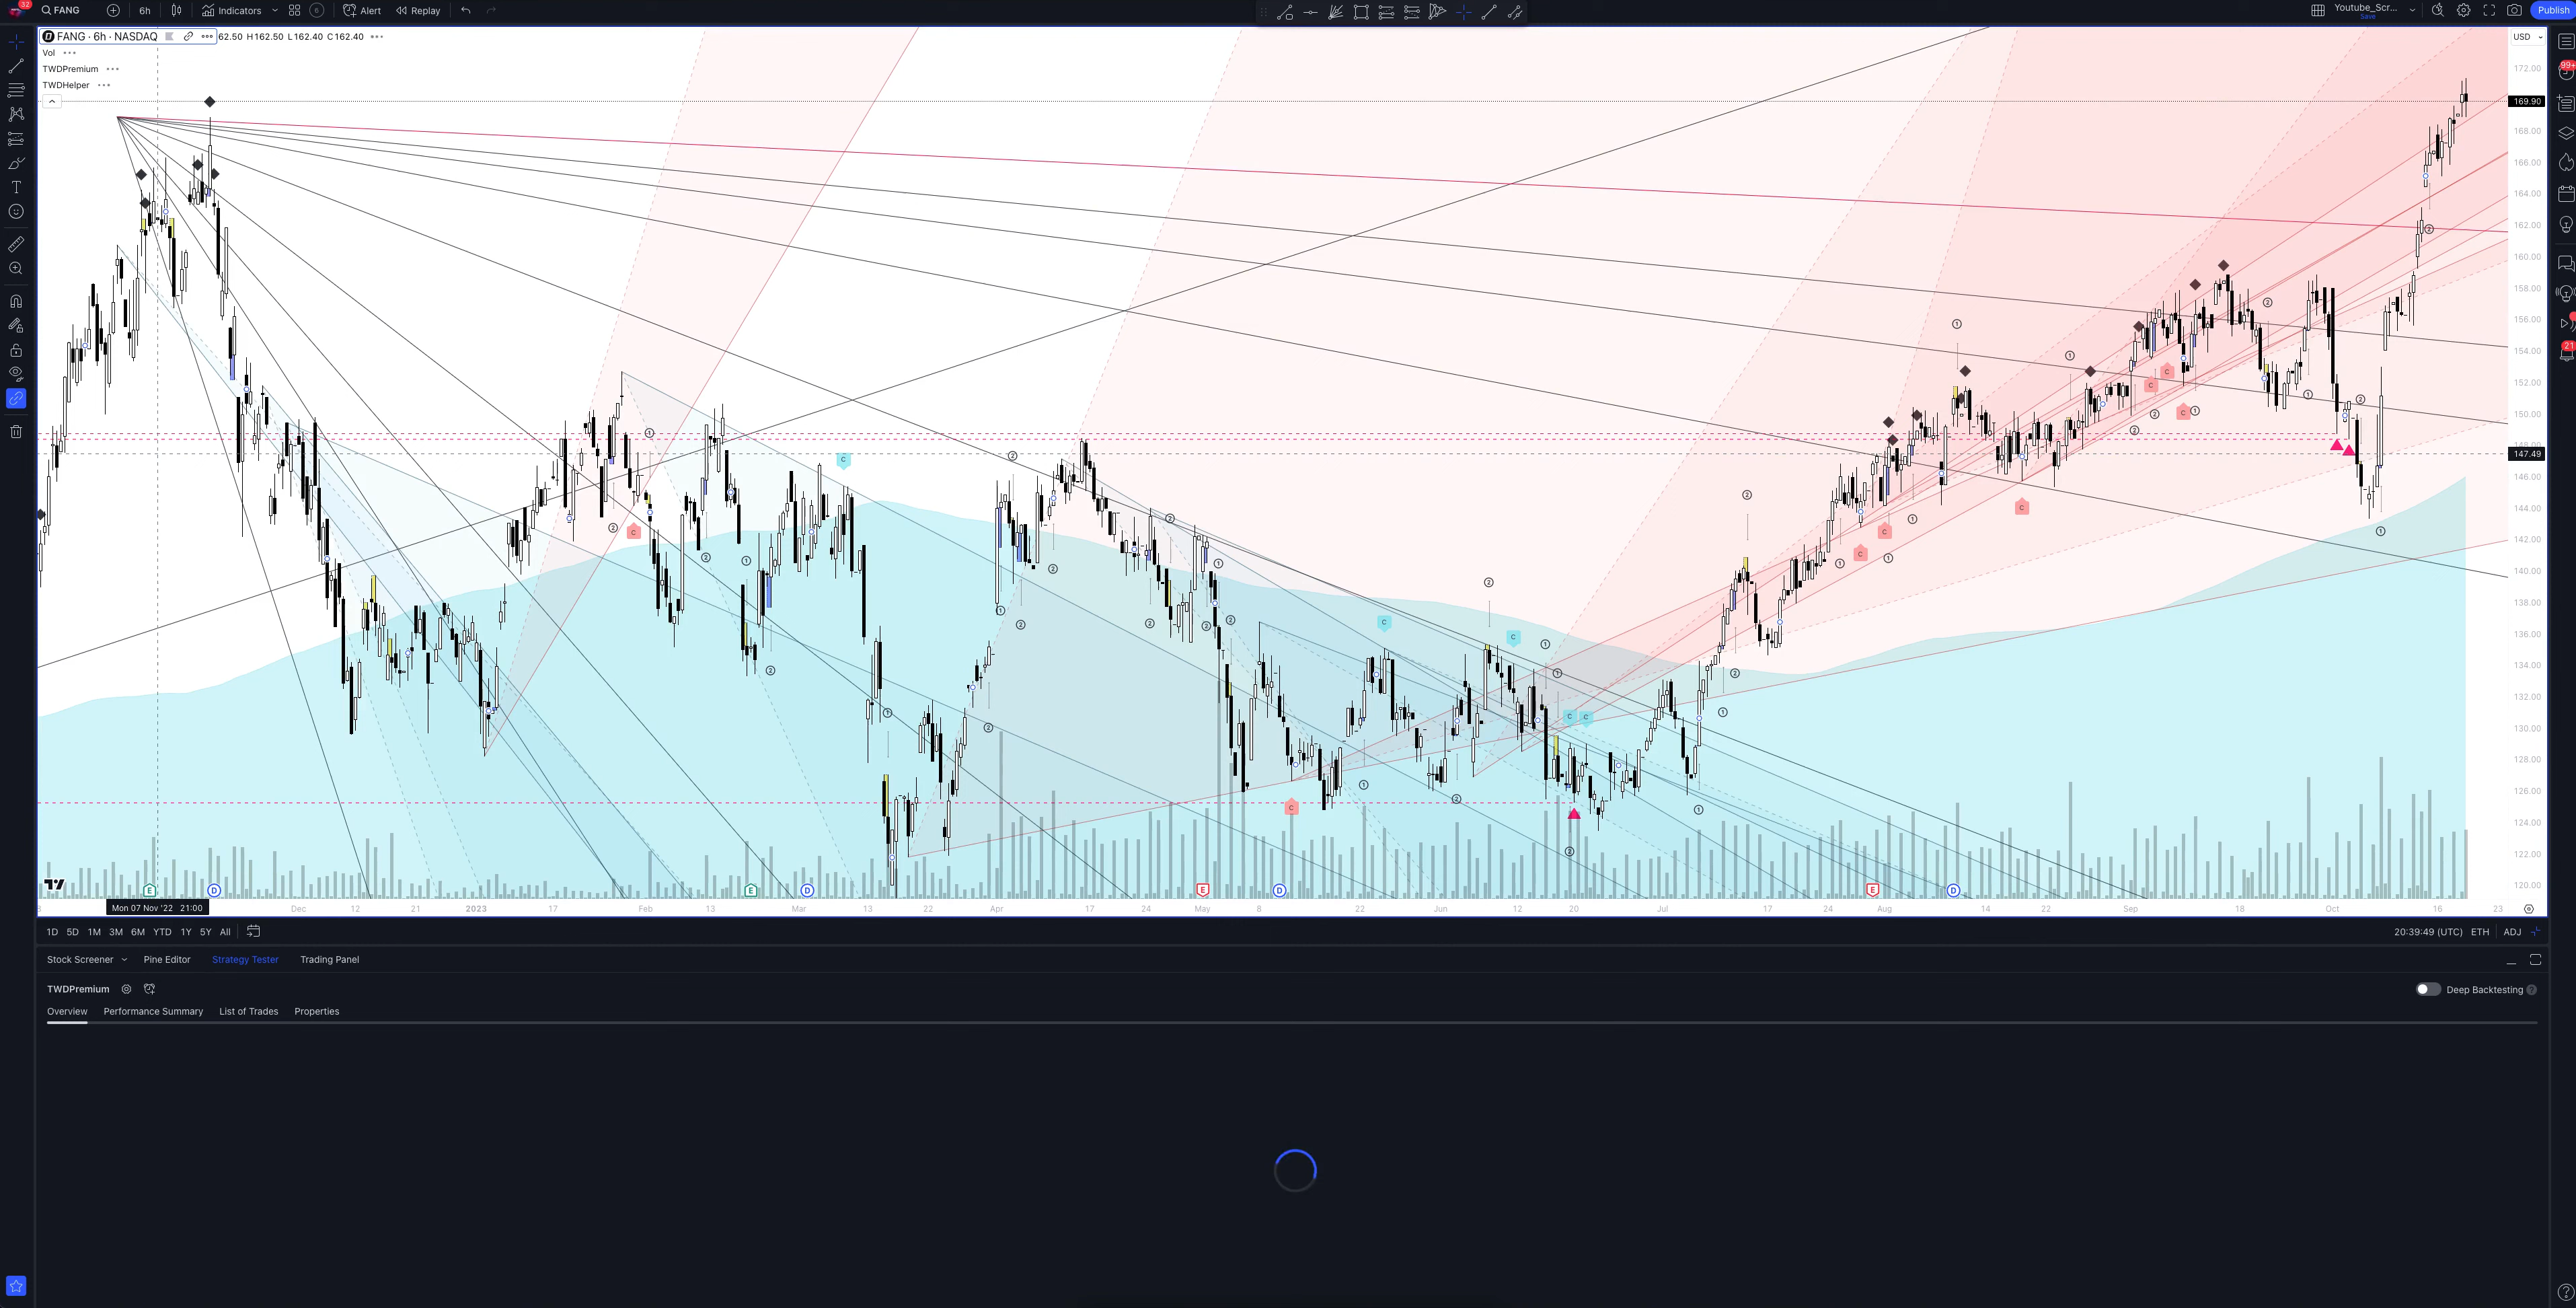 32 FANG 6h Indicators 6 Alert Replay Youtube_Scr... Save Publish
FANG · 6h · NASDAQ 62.50 H162.50 L162.40 C162.40
USD
Vol
TWDPremium
TWDHelper
99+
21
172.00
169.90
168.00
166.00
164.00
162.00
160.00
158.00
156.00
154.00
152.00
150.00
147.49
146.00
144.00
142.00
140.00
138.00
136.00
134.00
132.00
130.00
128.00
126.00
124.00
122.00
120.00
E D E D E D E D
Mon 07 Nov '22 21:00 Dec 12 21 2023 17 Feb 13 Mar 13 22 Apr 17 24 May 8 22 Jun 12 20 Jul 17 24 Aug 14 22 Sep 18 Oct 16 23
1D 5D 1M 3M 6M YTD 1Y 5Y All 20:39:49 (UTC) ETH ADJ
Stock Screener Pine Editor Strategy Tester Trading Panel
TWDPremium Deep Backtesting
Overview Performance Summary List of Trades Properties